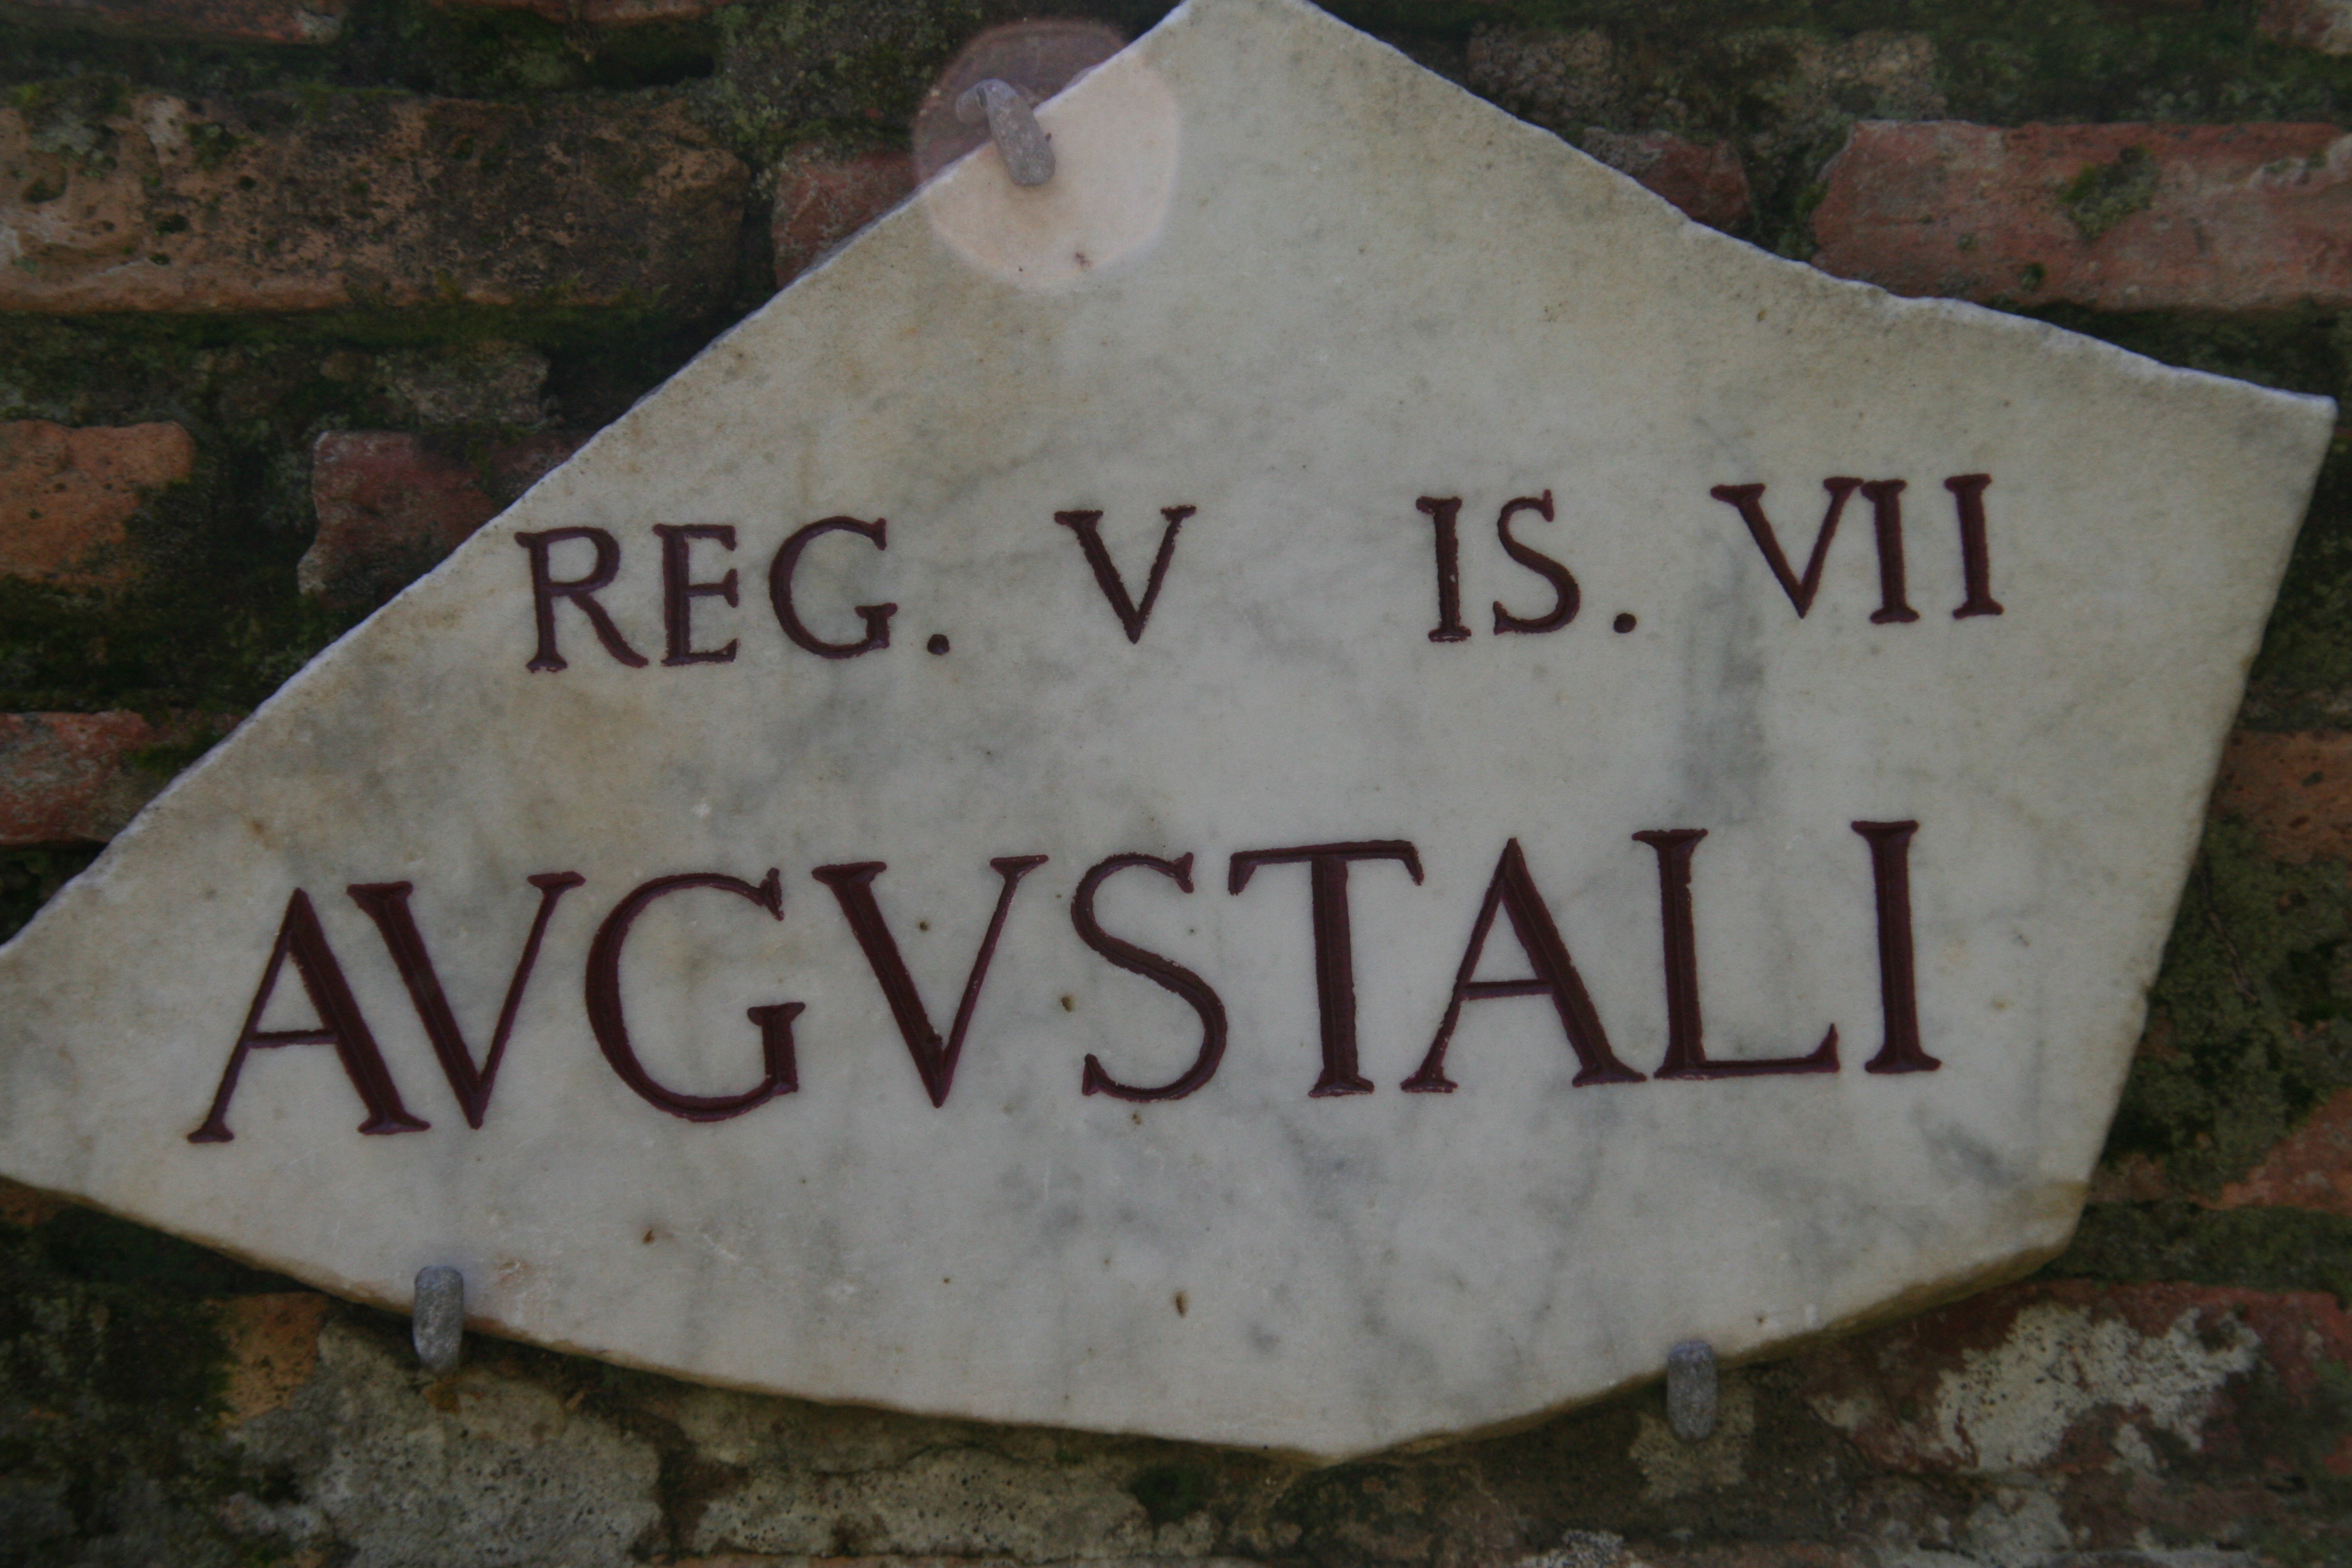 REG. V IS. VII
AVGVSTALI